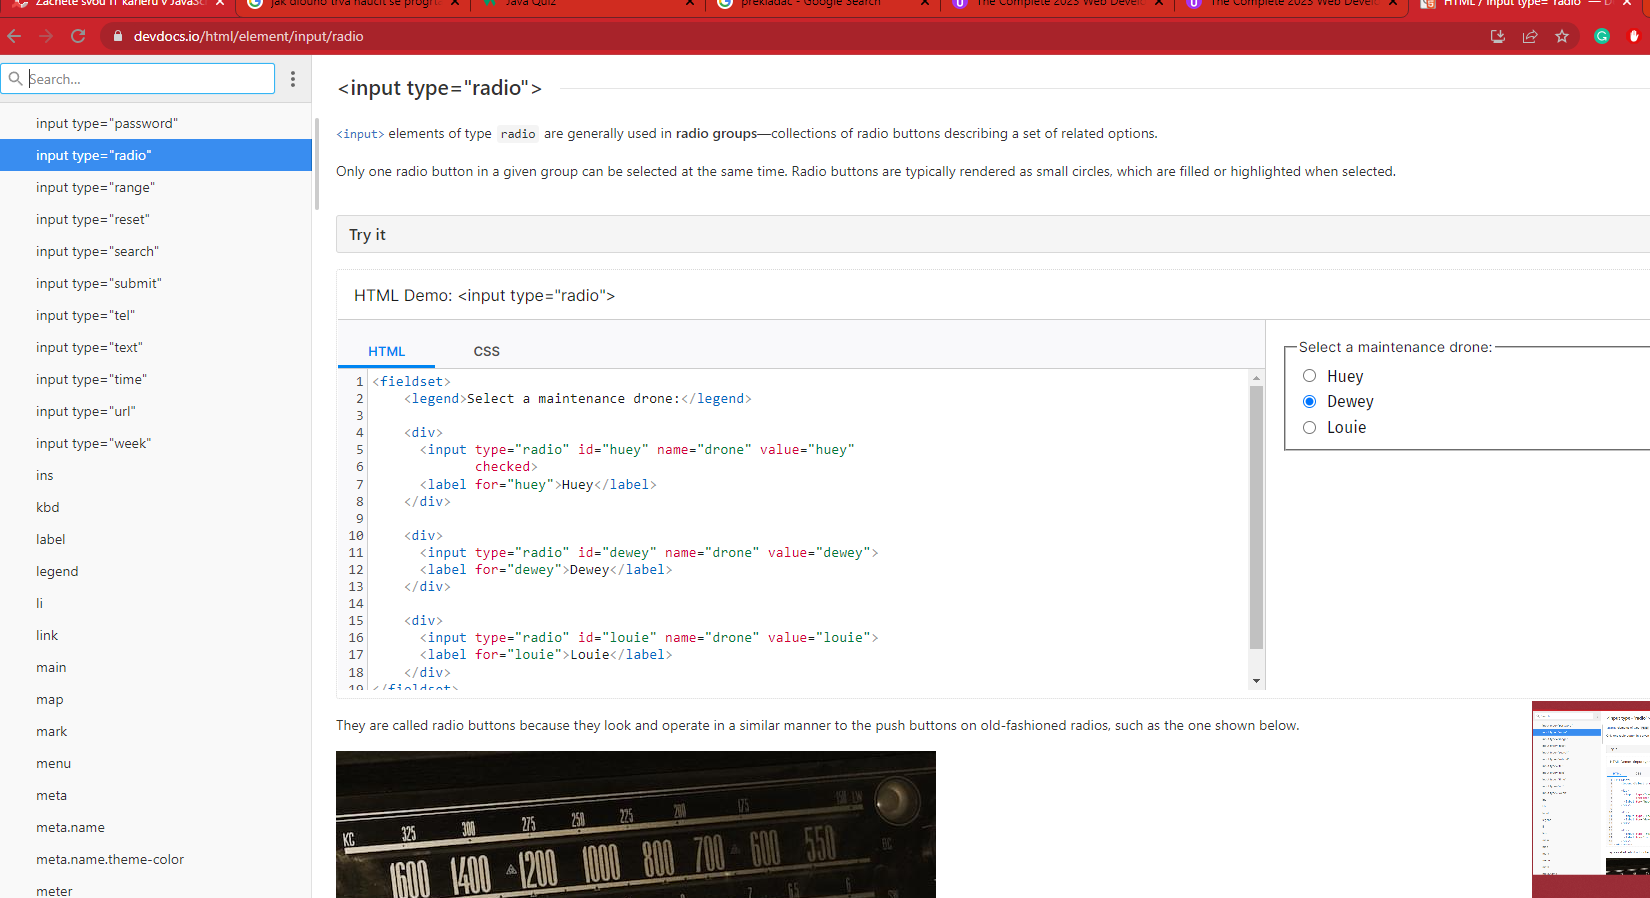 Začněte svou IT kariéru v JavaSc
jak dlouho trvá naučit se progru
Java Quiz
překladač - Google Search
The Complete 2023 Web Develo
The Complete 2023 Web Develo
HTML / input type="radio" — D
devdocs.io/html/element/input/radio
Search...
input type="password"
input type="radio"
input type="range"
input type="reset"
input type="search"
input type="submit"
input type="tel"
input type="text"
input type="time"
input type="url"
input type="week"
ins
kbd
label
legend
li
link
main
map
mark
menu
meta
meta.name
meta.name.theme-color
meter
<input type="radio">
<input> elements of type radio are generally used in radio groups—collections of radio buttons describing a set of related options.
Only one radio button in a given group can be selected at the same time. Radio buttons are typically rendered as small circles, which are filled or highlighted when selected.
Try it
HTML Demo: <input type="radio">
HTML CSS
1 <fieldset>
2 <legend>Select a maintenance drone:</legend>
3
4 <div>
5 <input type="radio" id="huey" name="drone" value="huey"
6 checked>
7 <label for="huey">Huey</label>
8 </div>
9
10 <div>
11 <input type="radio" id="dewey" name="drone" value="dewey">
12 <label for="dewey">Dewey</label>
13 </div>
14
15 <div>
16 <input type="radio" id="louie" name="drone" value="louie">
17 <label for="louie">Louie</label>
18 </div>
19 </fieldset>
Select a maintenance drone:
Huey
Dewey
Louie
They are called radio buttons because they look and operate in a similar manner to the push buttons on old-fashioned radios, such as the one shown below.
KC 325 300 275 250 225 200 175 150 LW
1600 1400 1200 1000 800 700 600 550 BC
7 6.5 6 SW